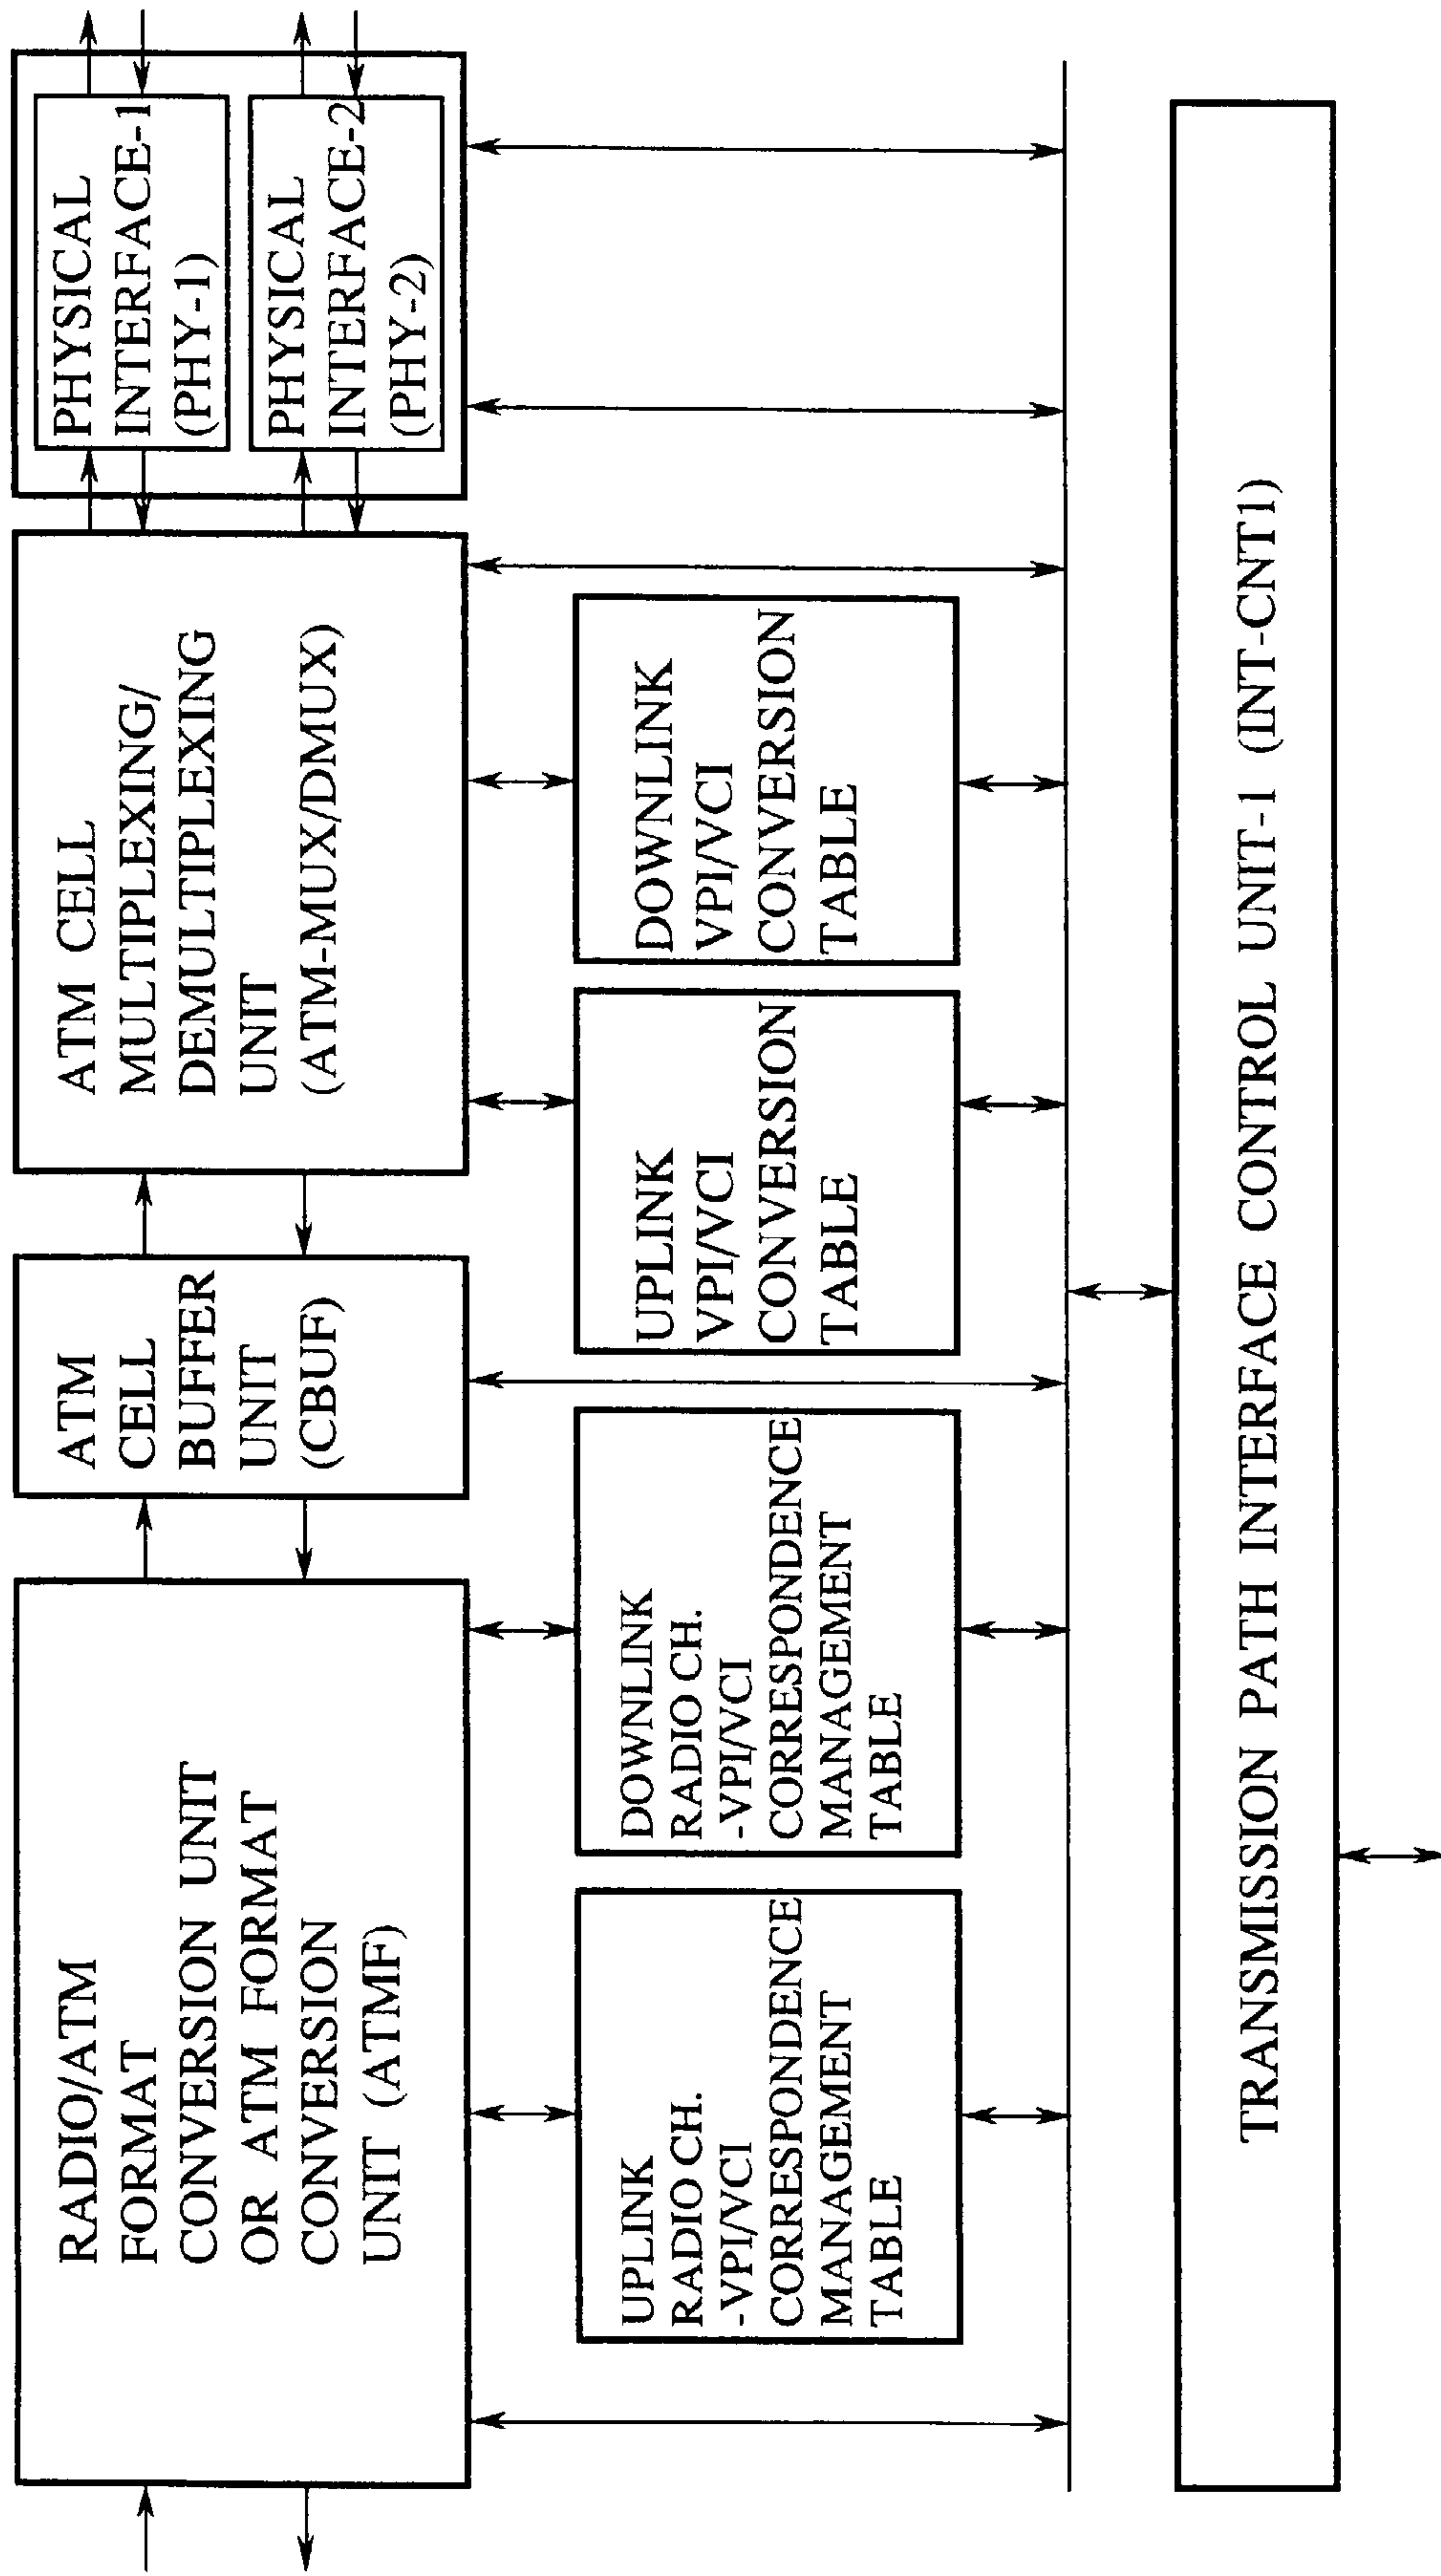 RADIO/ATM
FORMAT
CONVERSION UNIT
OR ATM FORMAT
CONVERSION
UNIT (ATMF)
ATM
CELL
BUFFER
UNIT
(CBUF)
ATM CELL
MULTIPLEXING/
DEMULTIPLEXING
UNIT
(ATM-MUX/DMUX)
PHYSICAL
INTERFACE-1
(PHY-1)
PHYSICAL
INTERFACE-2
(PHY-2)
UPLINK
RADIO CH.
-VPI/VCI
CORRESPONDENCE
MANAGEMENT
TABLE
DOWNLINK
RADIO CH.
-VPI/VCI
CORRESPONDENCE
MANAGEMENT
TABLE
UPLINK
VPI/VCI
CONVERSION
TABLE
DOWNLINK
VPI/VCI
CONVERSION
TABLE
TRANSMISSION PATH INTERFACE CONTROL UNIT-1 (INT-CNT1)